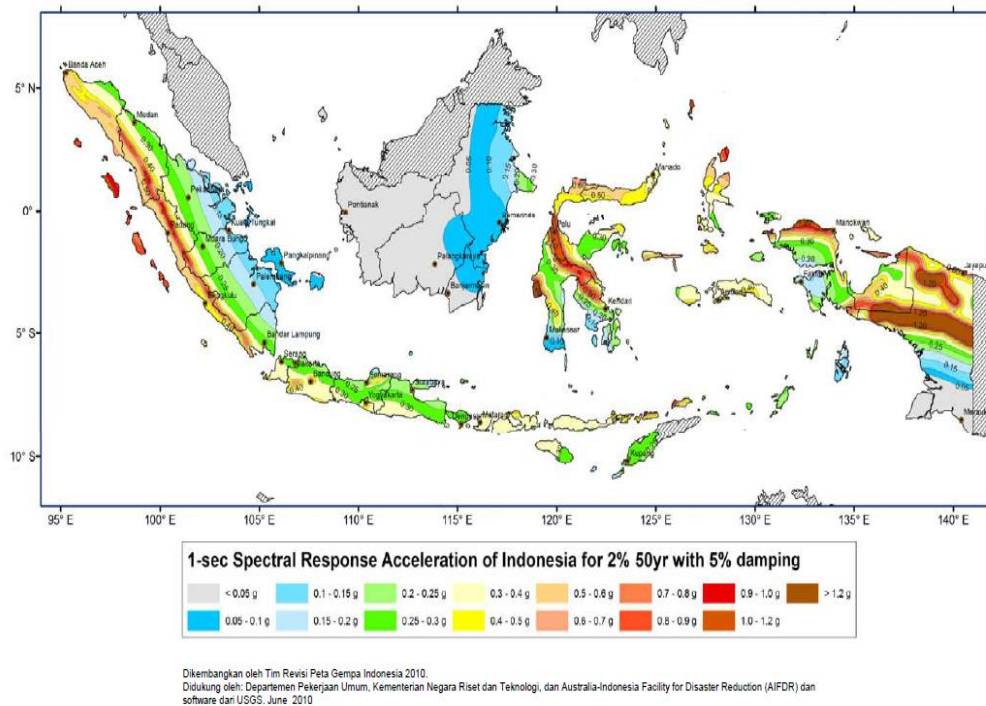 Banda Aceh
5° N
Medan
0.30
0.40
Manado
Pontianak
Samarinda
Palu
Manokwari
0°
Kuala Tungkal
Padang
Muara Bungo
Pangkalpinang
Palembang
Palangkaraya
Banjarmasin
Kendari
Makassar
Bandar Lampung
5° S
Serang
Bandung
Semarang
Surabaya
Yogyakarta
Kupang
10° S
95° E 100° E 105° E 110° E 115° E 120° E 125° E 130° E 135° E 140° E
1-sec Spectral Response Acceleration of Indonesia for 2% 50yr with 5% damping
< 0.05 g 0.1 - 0.15 g 0.2 - 0.25 g 0.3 - 0.4 g 0.5 - 0.6 g 0.7 - 0.8 g 0.9 - 1.0 g > 1.2 g
0.05 - 0.1 g 0.15 - 0.2 g 0.25 - 0.3 g 0.4 - 0.5 g 0.6 - 0.7 g 0.8 - 0.9 g 1.0 - 1.2 g
Dikembangkan oleh Tim Revisi Peta Gempa Indonesia 2010.
Didukung oleh: Departemen Pekerjaan Umum, Kementerian Negara Riset dan Teknologi, dan Australia-Indonesia Facility for Disaster Reduction (AIFDR) dan
software dari USGS. June 2010